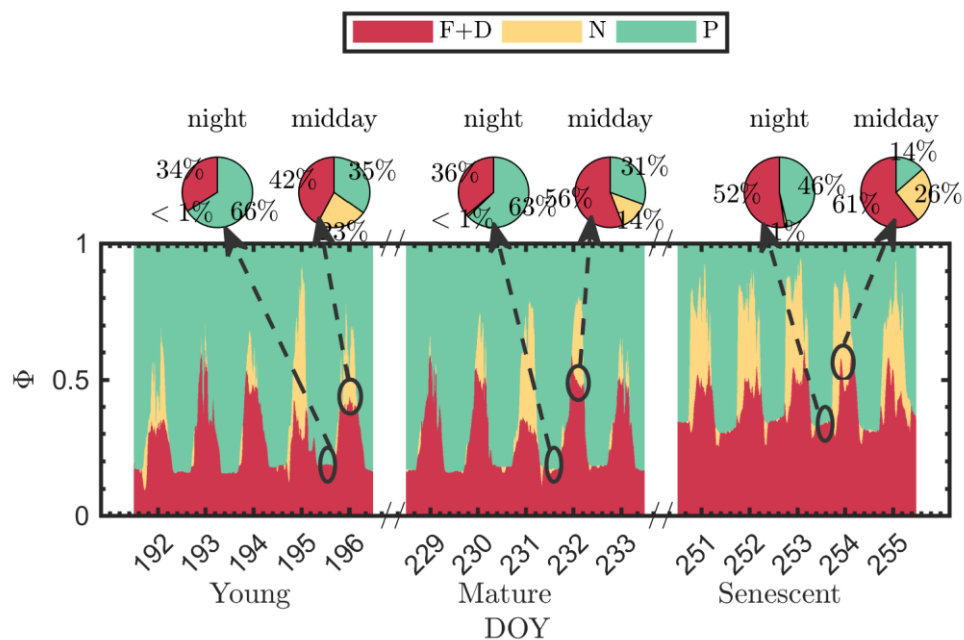 F+D N P
night midday night midday night midday
34% 66% < 1% 42% 35% 23% 36% 63% < 1% 56% 31% 14% 52% 46% 1% 61% 14% 26%
1
Φ 0.5
0
192 193 194 195 196 // 229 230 231 232 233 // 251 252 253 254 255
Young Mature Senescent
DOY